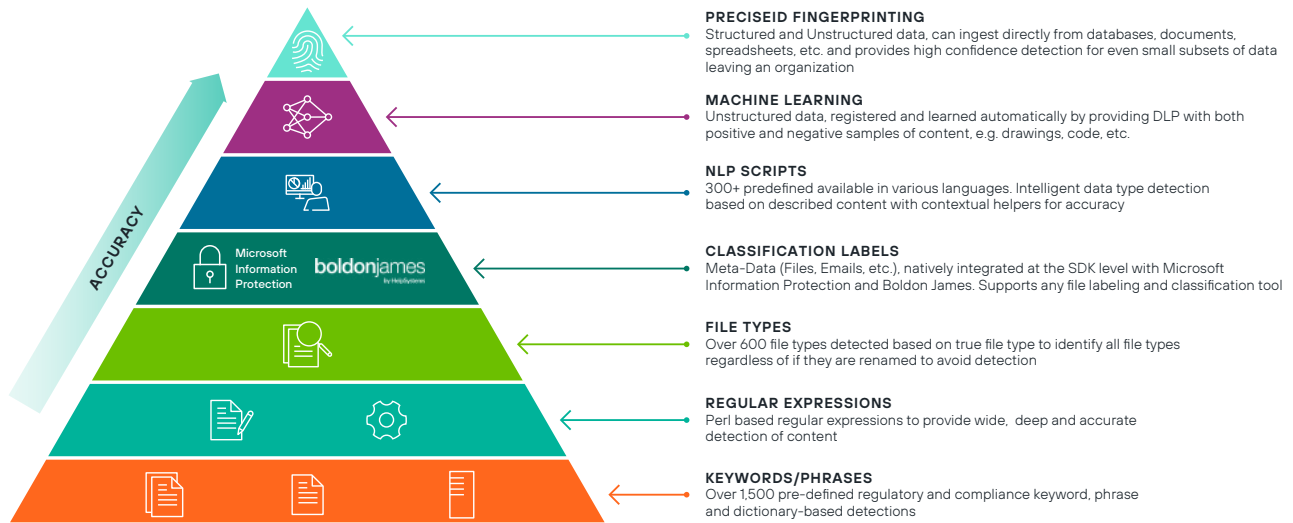 PRECISEID FINGERPRINTING
Structured and Unstructured data, can ingest directly from databases, documents,
spreadsheets, etc. and provides high confidence detection for even small subsets of data
leaving an organization
MACHINE LEARNING
Unstructured data, registered and learned automatically by providing DLP with both
positive and negative samples of content, e.g. drawings, code, etc.
NLP SCRIPTS
300+ predefined available in various languages. Intelligent data type detection
based on described content with contextual helpers for accuracy
ACCURACY
Microsoft
Information
Protection
boldonjames
by HelpSystems
CLASSIFICATION LABELS
Meta-Data (Files, Emails, etc.), natively integrated at the SDK level with Microsoft
Information Protection and Boldon James. Supports any file labeling and classification tool
FILE TYPES
Over 600 file types detected based on true file type to identify all file types
regardless of if they are renamed to avoid detection
REGULAR EXPRESSIONS
Perl based regular expressions to provide wide, deep and accurate
detection of content
KEYWORDS/PHRASES
Over 1,500 pre-defined regulatory and compliance keyword, phrase
and dictionary-based detections